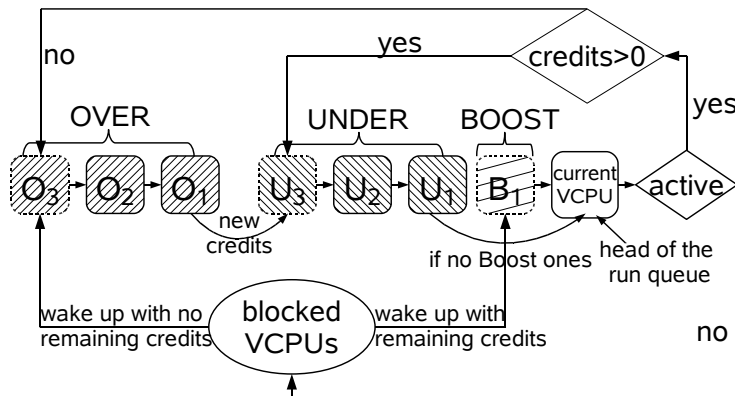 yes
credits>0
no
yes
OVER
UNDER
BOOST
O3
O2
O1
U3
U2
U1
B1
current
VCPU
active
new
credits
if no Boost ones
head of the
run queue
wake up with no
remaining credits
blocked
VCPUs
wake up with
remaining credits
no